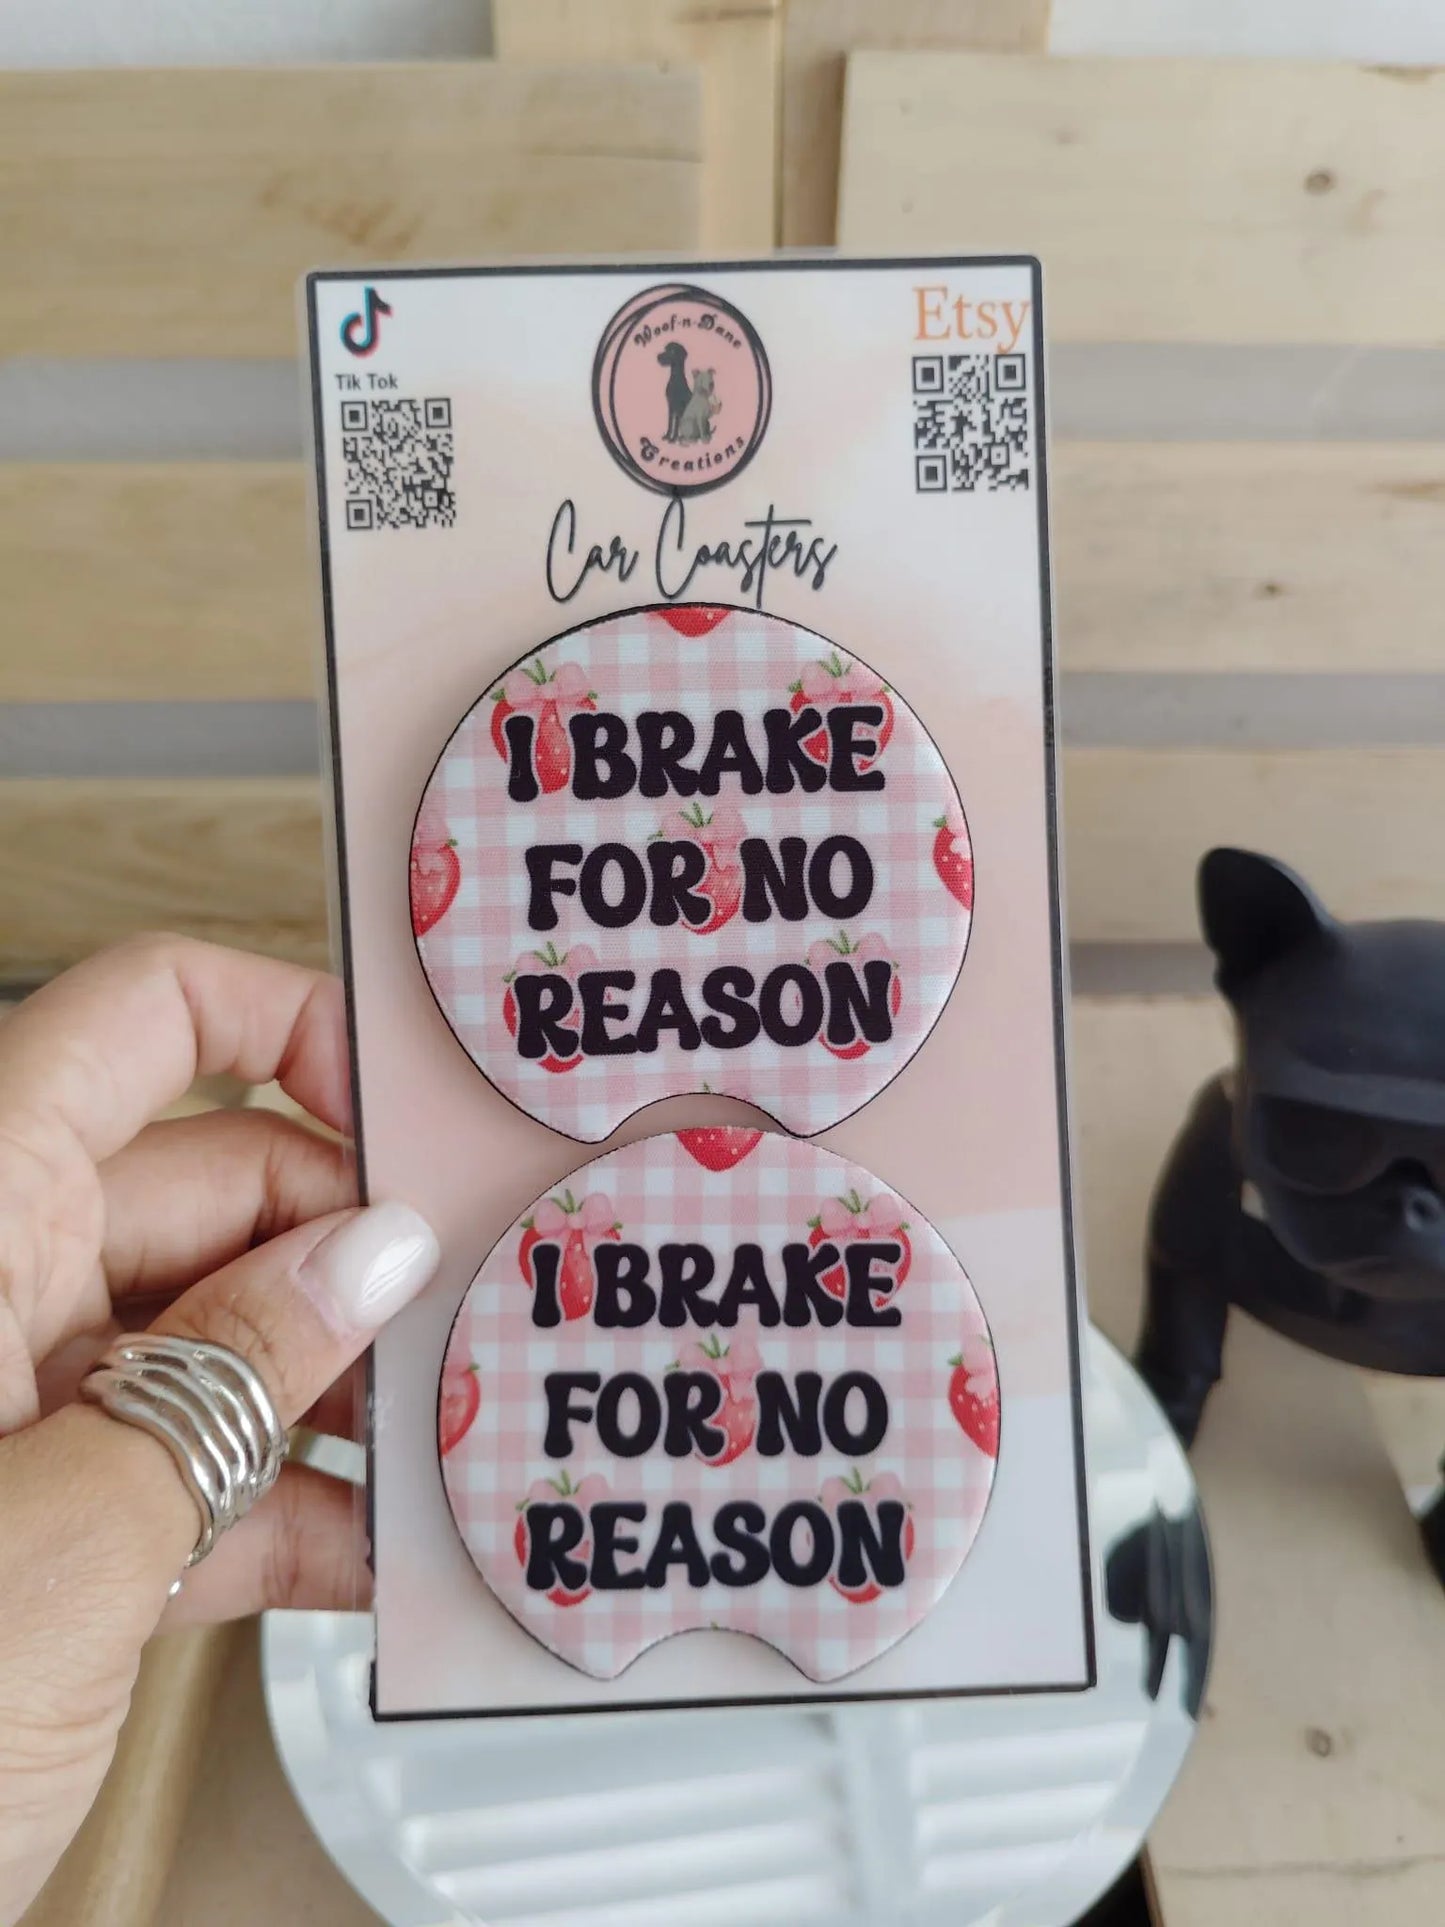 Tik Tok
Woof-n-Dane
Creations
Etsy
Car Coasters
I BRAKE
FOR NO
REASON
I BRAKE
FOR NO
REASON